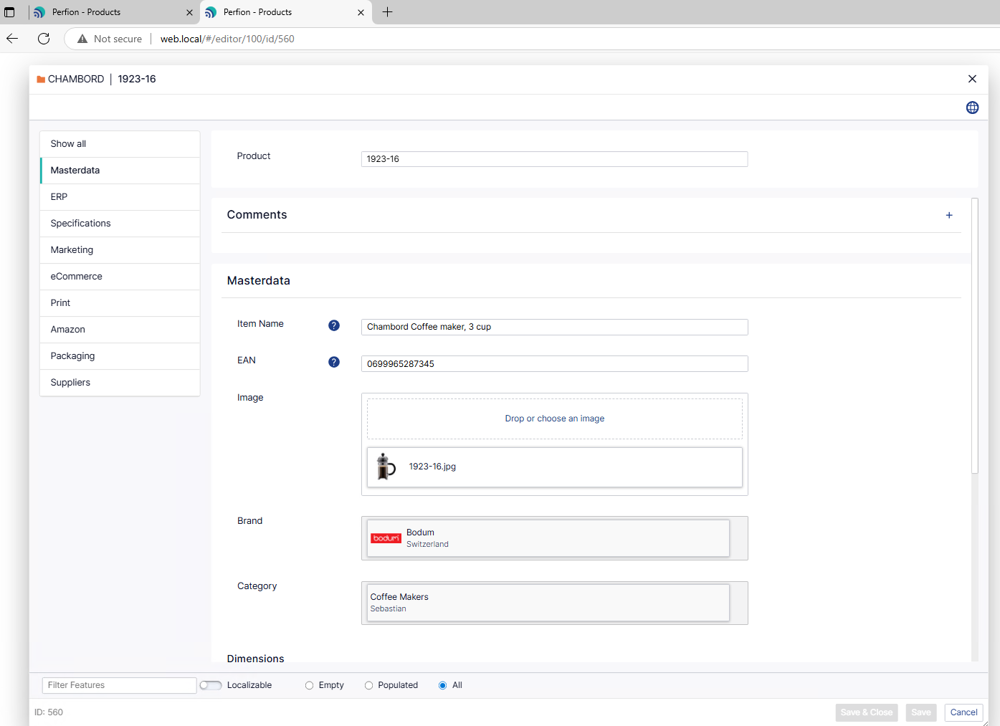 Perfion - Products
Perfion - Products
Not secure
web.local/#/editor/100/id/560
CHAMBORD | 1923-16
Show all
Masterdata
ERP
Specifications
Marketing
eCommerce
Print
Amazon
Packaging
Suppliers
Product
1923-16
Comments
Masterdata
Item Name
?
Chambord Coffee maker, 3 cup
EAN
?
0699965287345
Image
Drop or choose an image
1923-16.jpg
Brand
bodum
Bodum
Switzerland
Category
Coffee Makers
Sebastian
Dimensions
Filter Features
Localizable
Empty
Populated
All
ID: 560
Save & Close
Save
Cancel